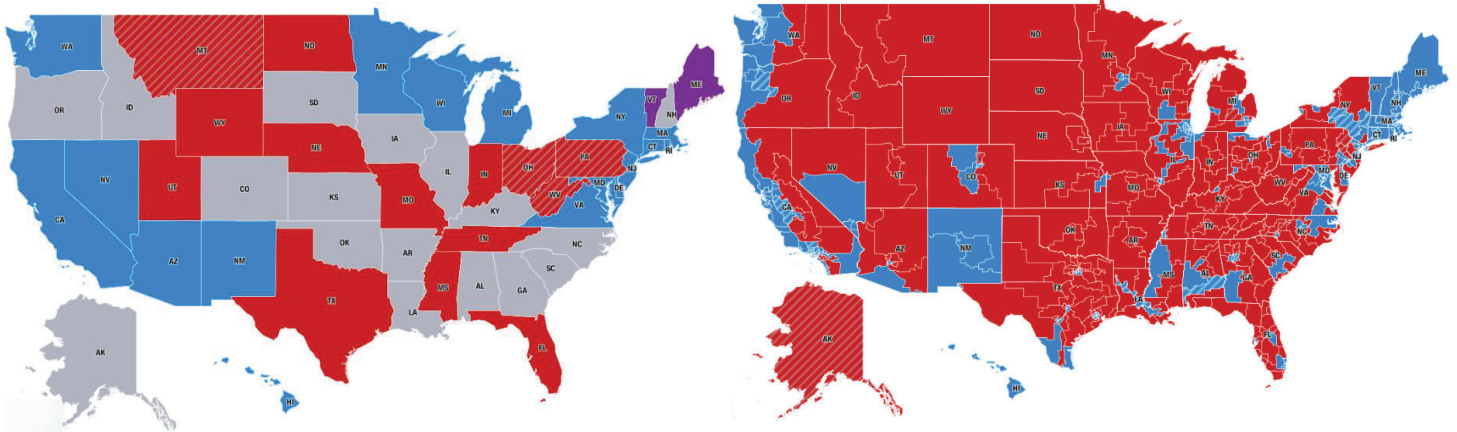 WA
MT
ND
MN
OR
ID
WY
SD
WI
MI
VT
NH
ME
NY
MA
CT
RI
NV
UT
NE
IA
IL
IN
OH
PA
NJ
CA
CO
KS
MO
KY
WV
MD
DE
VA
AZ
NM
OK
AR
TN
NC
SC
TX
LA
MS
AL
GA
FL
AK
HI
WA
MT
ND
MN
OR
ID
WY
SD
WI
MI
NY
VT
NH
ME
MA
CT
RI
NV
UT
NE
IA
IL
IN
OH
PA
NJ
CA
CO
KS
MO
KY
WV
MD
DE
VA
AZ
NM
OK
AR
TN
NC
SC
TX
LA
MS
AL
GA
FL
AK
HI